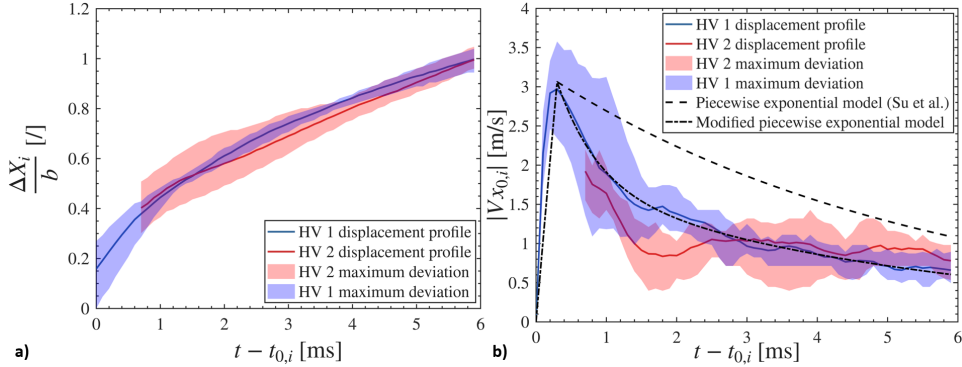 1.4
1.2
1
0.8
0.6
0.4
0.2
0
0 1 2 3 4 5 6
ΔX_i / b [/]
t − t_{0,i} [ms]
HV 1 displacement profile
HV 2 displacement profile
HV 2 maximum deviation
HV 1 maximum deviation
a)
4
3.5
3
2.5
2
1.5
1
0.5
0
0 1 2 3 4 5 6
|Vx_{0,i}| [m/s]
t − t_{0,i} [ms]
HV 1 displacement profile
HV 2 displacement profile
HV 2 maximum deviation
HV 1 maximum deviation
Piecewise exponential model (Su et al.)
Modified piecewise exponential model
b)